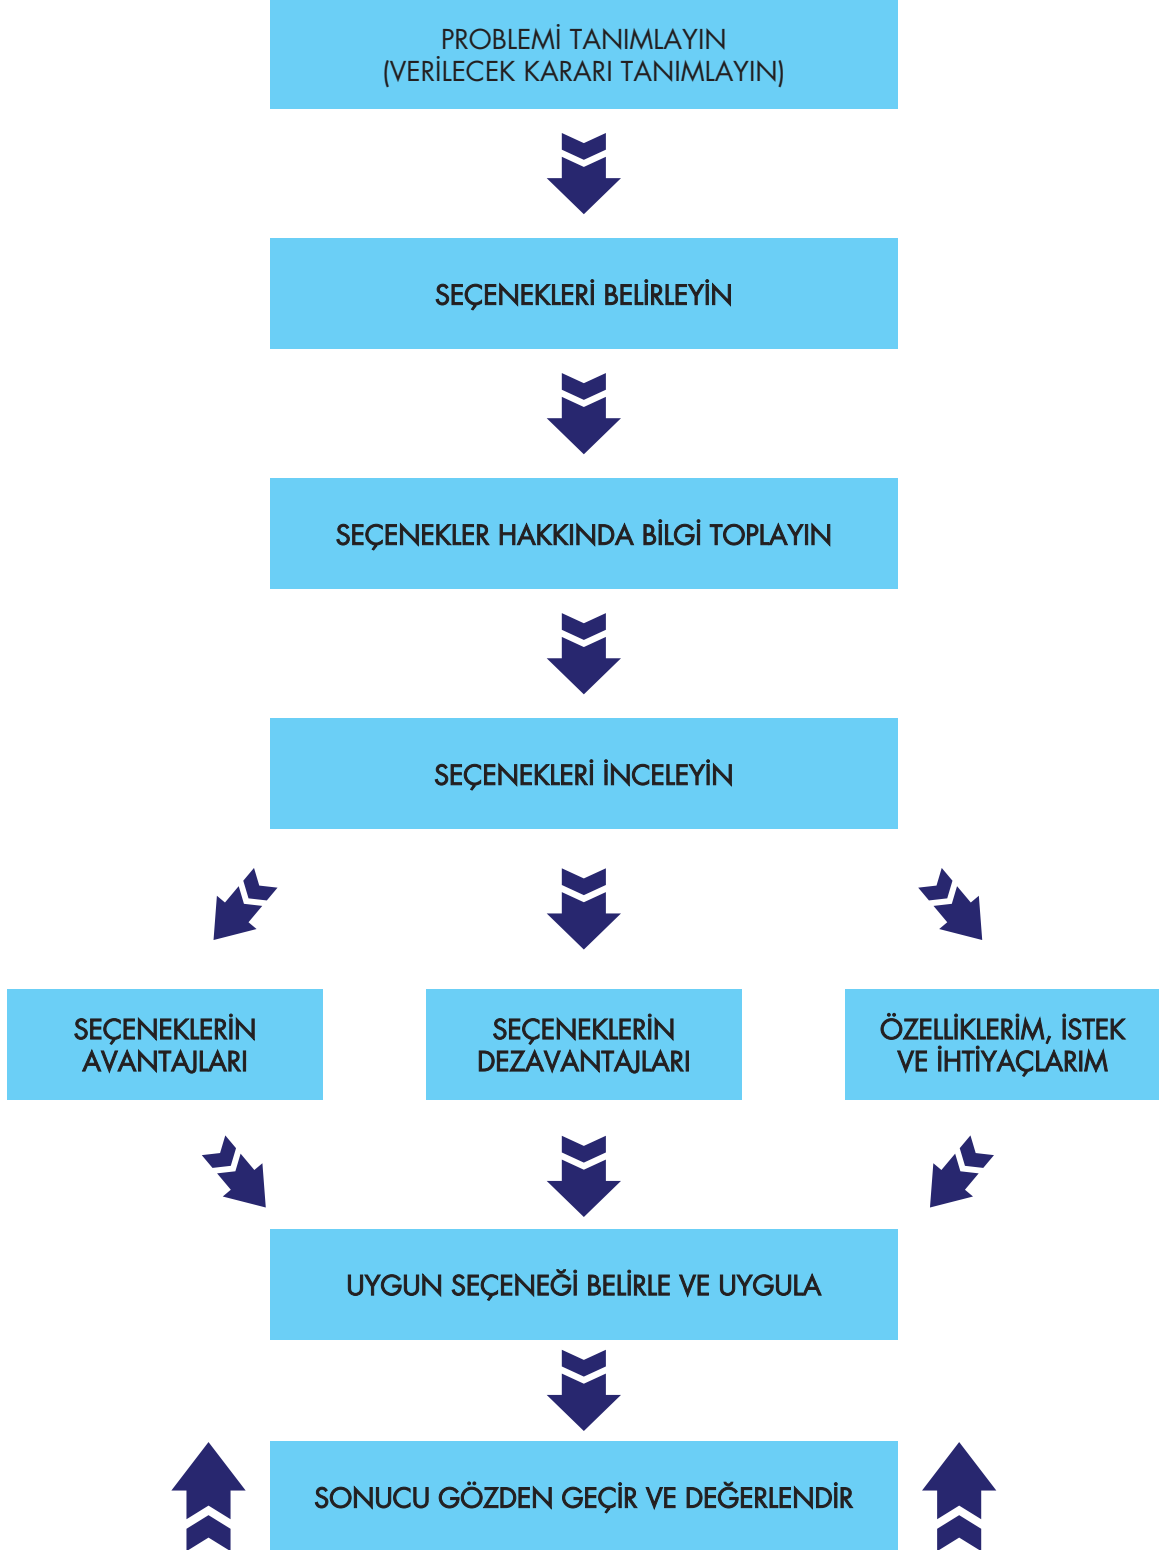 PROBLEMİ TANIMLAYIN
(VERİLECEK KARARI TANIMLAYIN)
SEÇENEKLERİ BELİRLEYİN
SEÇENEKLER HAKKINDA BİLGİ TOPLAYIN
SEÇENEKLERİ İNCELEYİN
SEÇENEKLERİN
AVANTAJLARI
SEÇENEKLERİN
DEZAVANTAJLARI
ÖZELLİKLERİM, İSTEK
VE İHTİYAÇLARIM
UYGUN SEÇENEĞİ BELİRLE VE UYGULA
SONUCU GÖZDEN GEÇİR VE DEĞERLENDİR